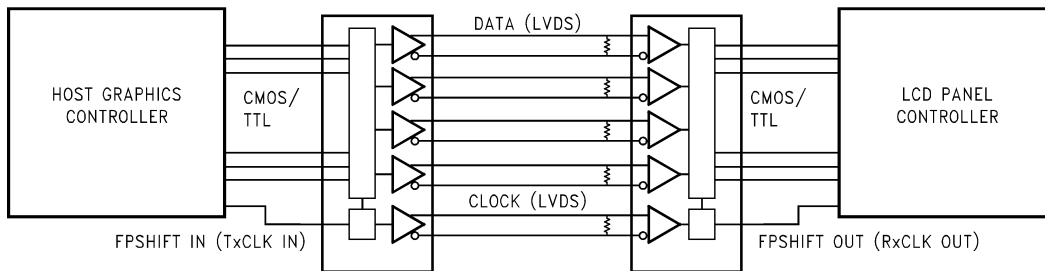 DATA (LVDS)
HOST GRAPHICS
CONTROLLER
CMOS/
TTL
CMOS/
TTL
LCD PANEL
CONTROLLER
CLOCK (LVDS)
FPSHIFT IN (TxCLK IN)
FPSHIFT OUT (RxCLK OUT)